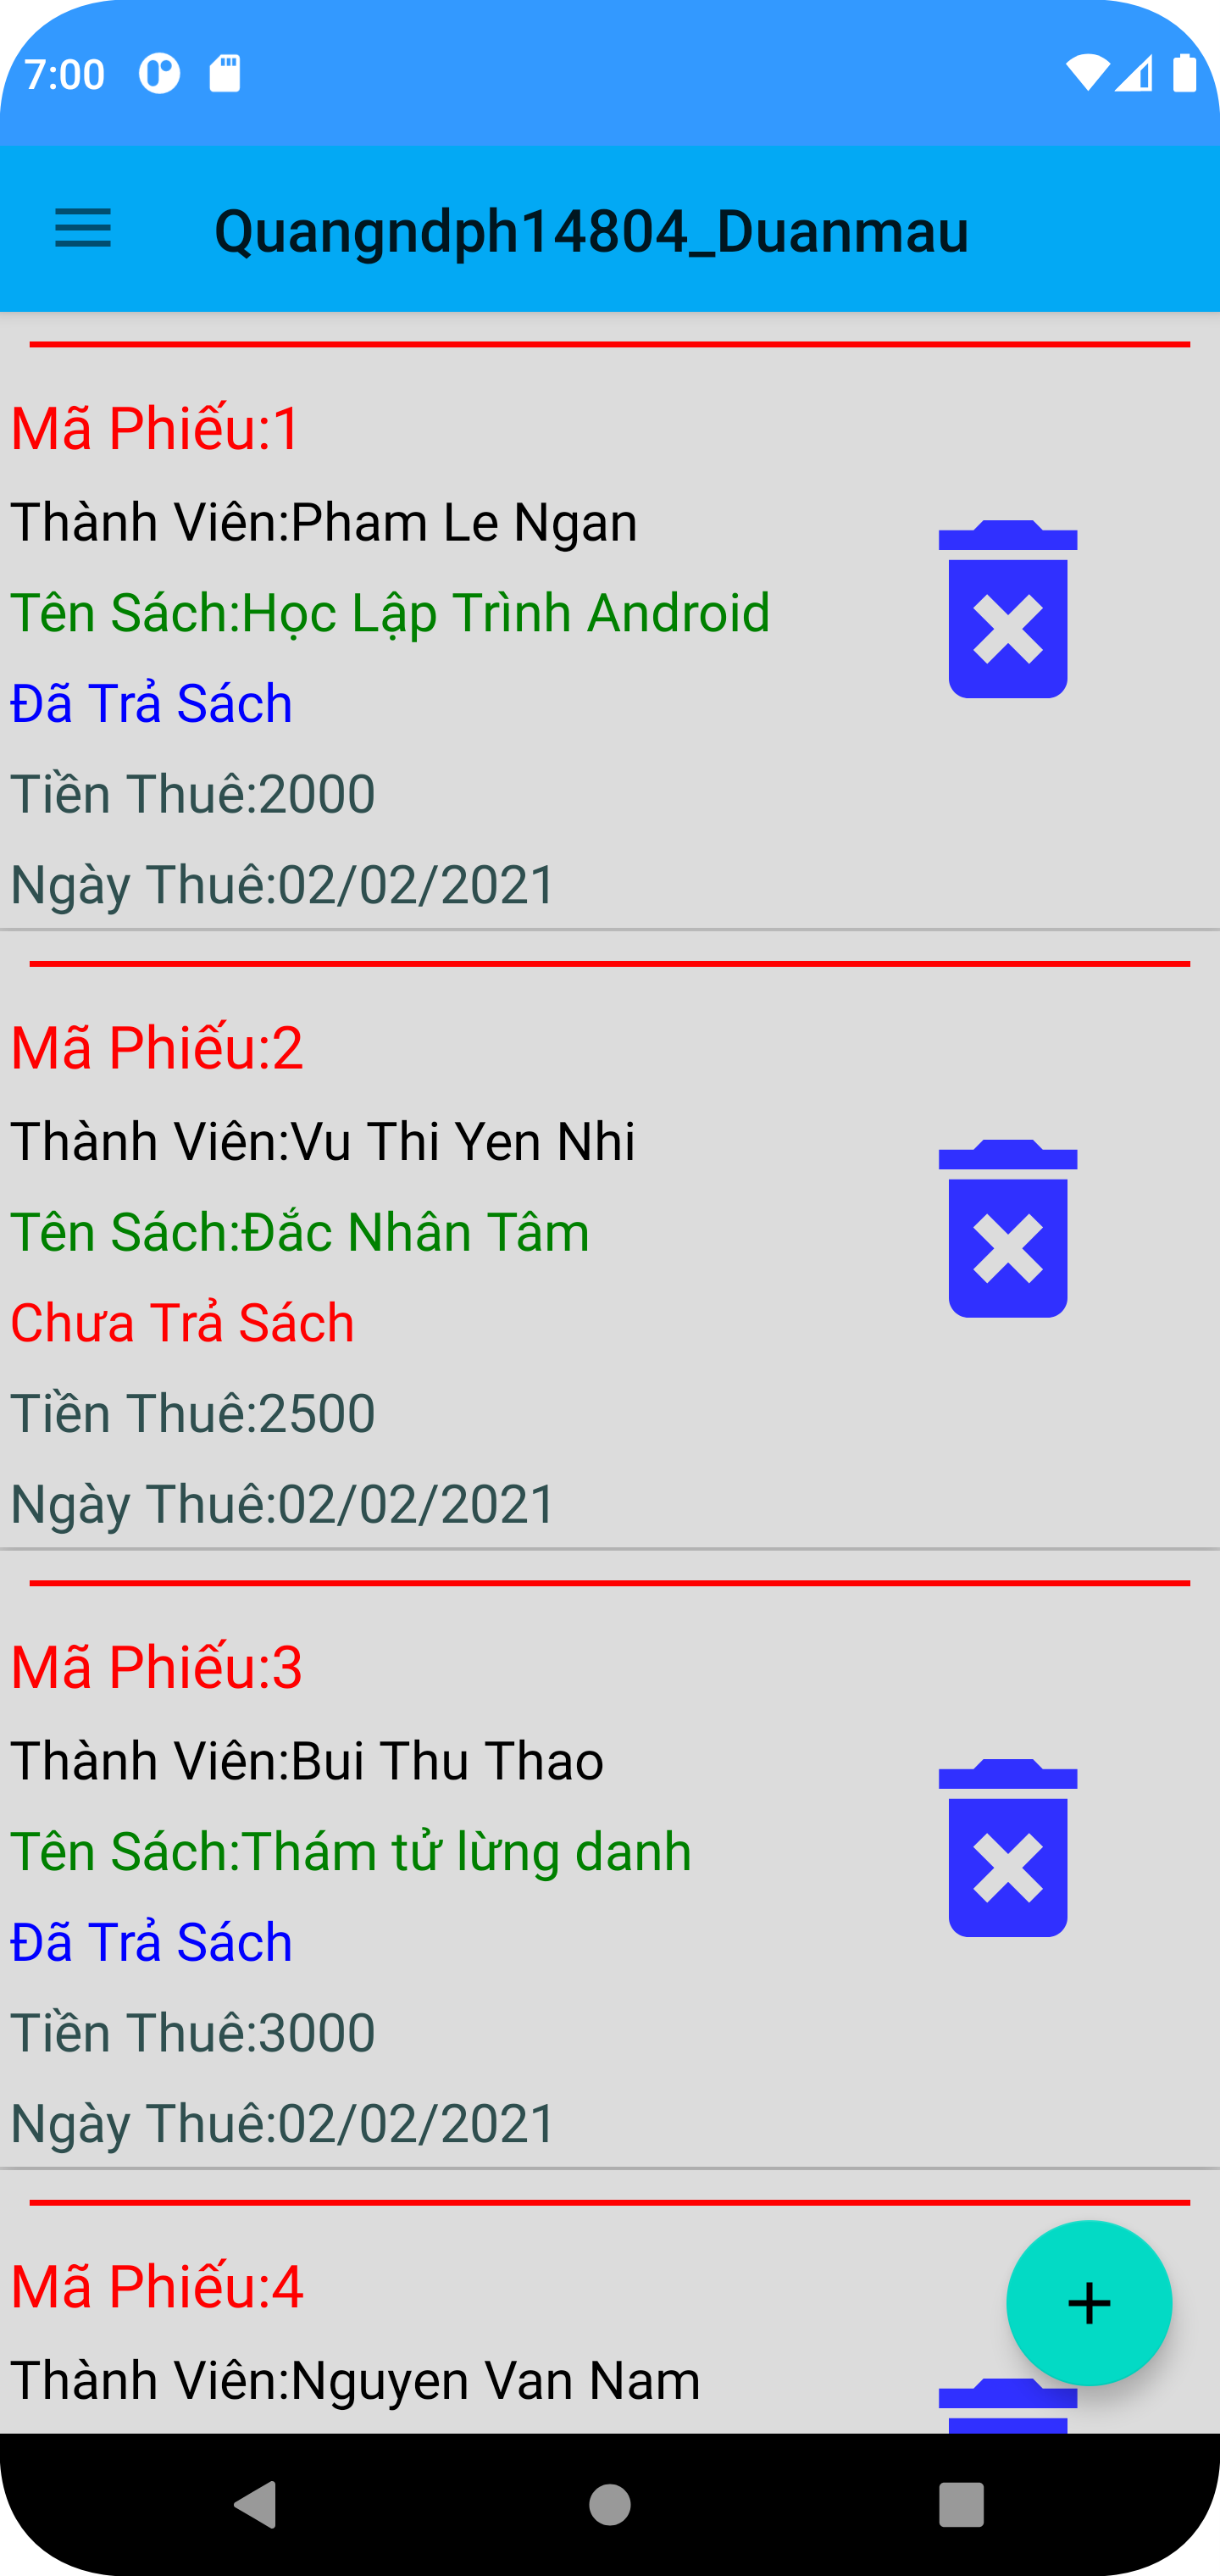 7:00
Quangndph14804_Duanmau
Mã Phiếu:1
Thành Viên:Pham Le Ngan
Tên Sách:Học Lập Trình Android
Đã Trả Sách
Tiền Thuê:2000
Ngày Thuê:02/02/2021
Mã Phiếu:2
Thành Viên:Vu Thi Yen Nhi
Tên Sách:Đắc Nhân Tâm
Chưa Trả Sách
Tiền Thuê:2500
Ngày Thuê:02/02/2021
Mã Phiếu:3
Thành Viên:Bui Thu Thao
Tên Sách:Thám tử lừng danh
Đã Trả Sách
Tiền Thuê:3000
Ngày Thuê:02/02/2021
Mã Phiếu:4
Thành Viên:Nguyen Van Nam